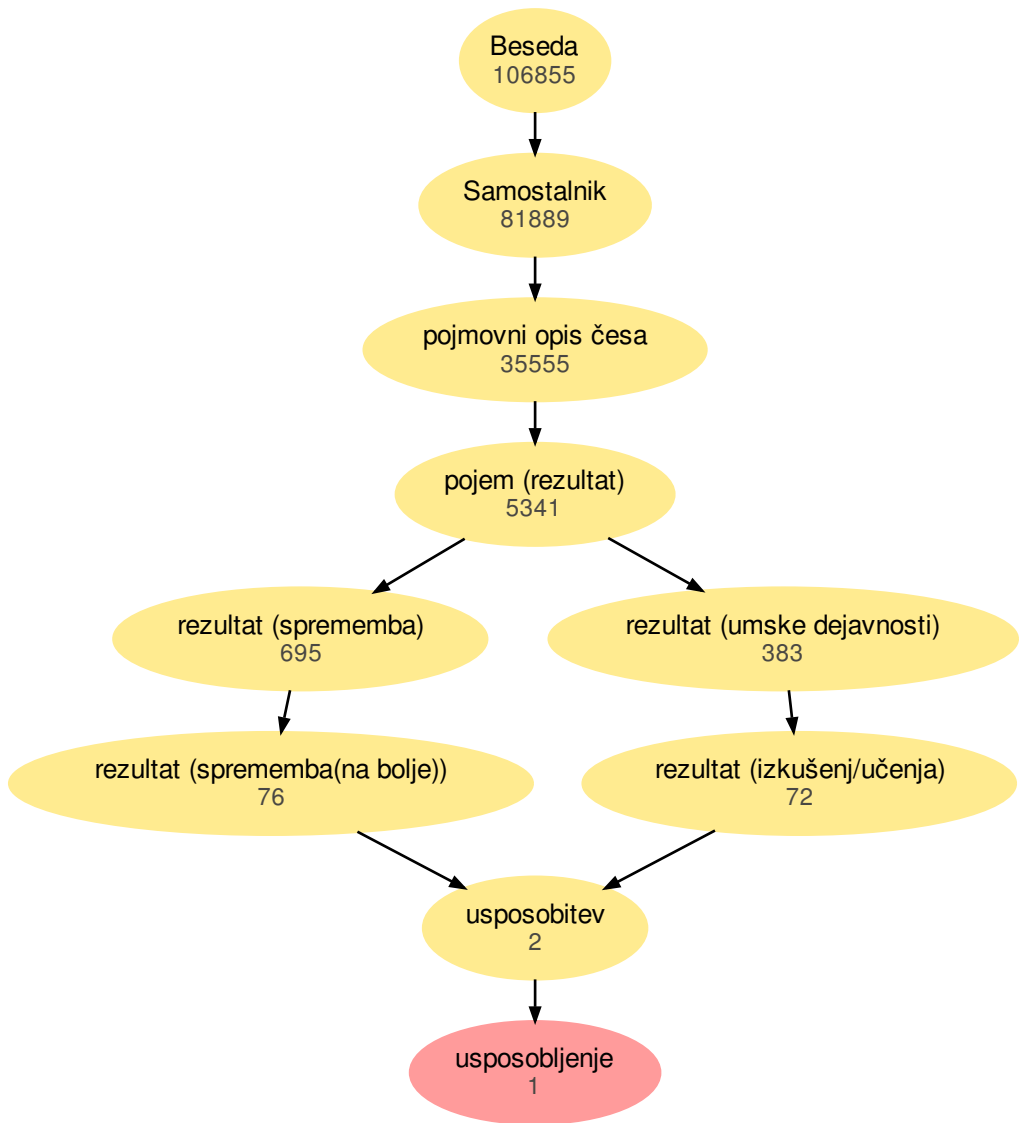 Beseda
106855
Samostalnik
81889
pojmovni opis česa
35555
pojem (rezultat)
5341
rezultat (sprememba)
695
rezultat (umske dejavnosti)
383
rezultat (sprememba(na bolje))
76
rezultat (izkušenj/učenja)
72
usposobitev
2
usposobljenje
1